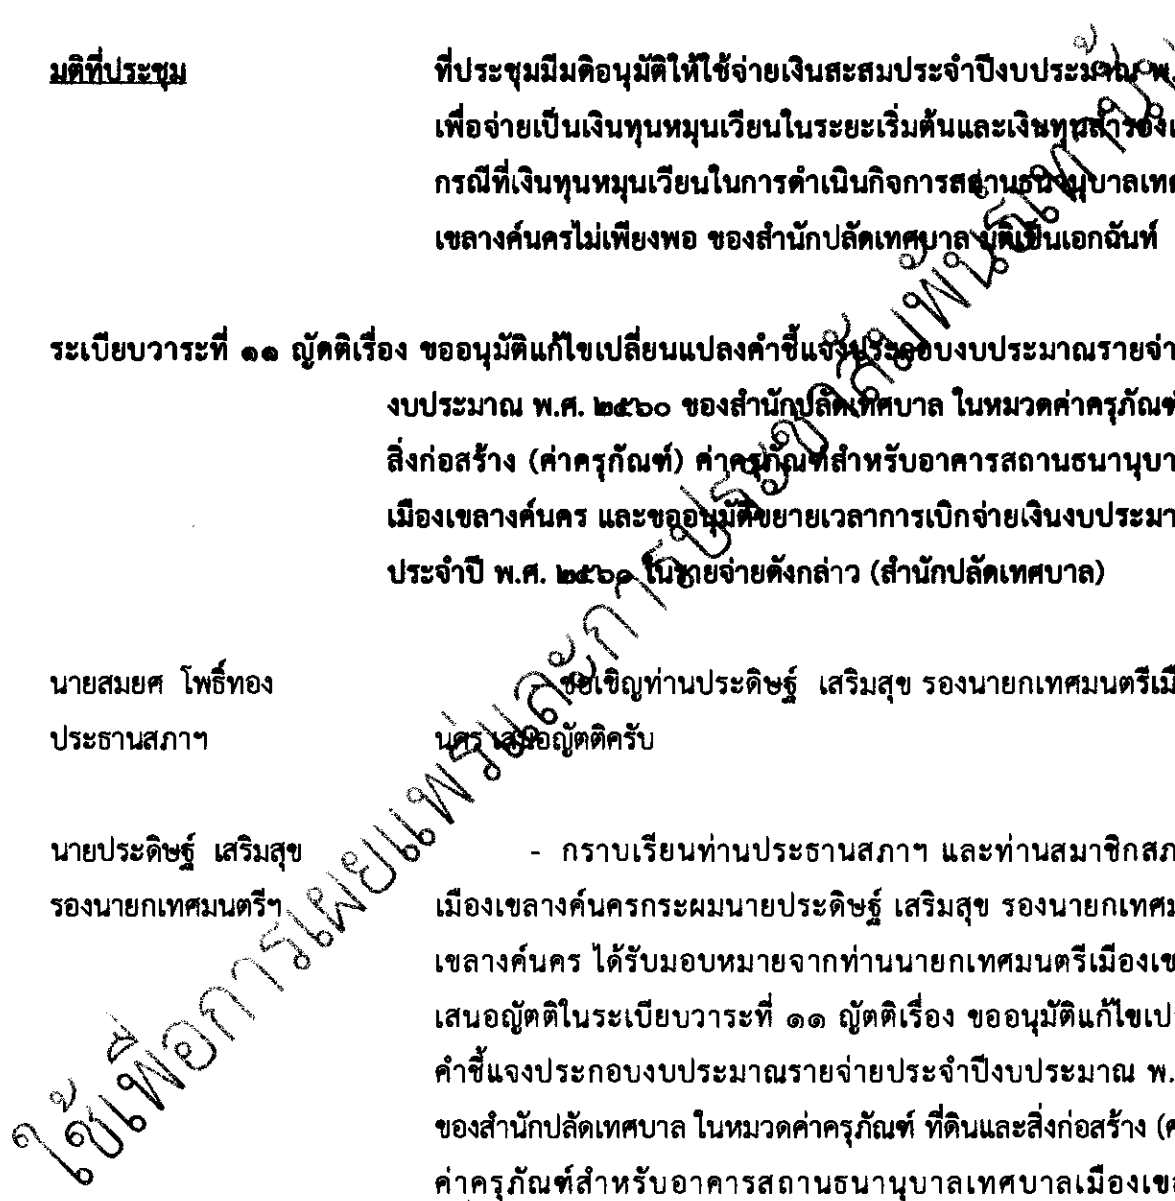 มติที่ประชุม ที่ประชุมมีมติอนุมัติให้ใช้จ่ายเงินสะสมประจำปีงบประมาณ พ.
เพื่อจ่ายเป็นเงินทุนหมุนเวียนในระยะเริ่มต้นและเงินทุนสำรอง
กรณีที่เงินทุนหมุนเวียนในการดำเนินกิจการสถานธนานุบาลเท
เขลางค์นครไม่เพียงพอ ของสำนักปลัดเทศบาล มติเป็นเอกฉันท์
ระเบียบวาระที่ ๑๑ ญัตติเรื่อง ขออนุมัติแก้ไขเปลี่ยนแปลงคำชี้แจงประกอบงบประมาณรายจ่า
งบประมาณ พ.ศ. ๒๕๖๐ ของสำนักปลัดเทศบาล ในหมวดค่าครุภัณฑ์
สิ่งก่อสร้าง (ค่าครุภัณฑ์) ค่าครุภัณฑ์สำหรับอาคารสถานธนานุบา
เมืองเขลางค์นคร และขออนุมัติขยายเวลาการเบิกจ่ายเงินงบประมา
ประจำปี พ.ศ. ในรายจ่ายดังกล่าว (สำนักปลัดเทศบาล)
นายสมยศ โพธิ์ทอง - ขอเชิญท่านประดิษฐ์ เสริมสุข รองนายกเทศมนตรีเมื
ประธานสภาฯ นคร เสนอญัตติครับ
นายประดิษฐ์ เสริมสุข - กราบเรียนท่านประธานสภาฯ และท่านสมาชิกสภ
รองนายกเทศมนตรีฯ เมืองเขลางค์นครกระผมนายประดิษฐ์ เสริมสุข รองนายกเทศม
เขลางค์นคร ได้รับมอบหมายจากท่านนายกเทศมนตรีเมืองเข
เสนอญัตติในระเบียบวาระที่ ๑๑ ญัตติเรื่อง ขออนุมัติแก้ไขเป
คำชี้แจงประกอบงบประมาณรายจ่ายประจำปีงบประมาณ พ.
ของสำนักปลัดเทศบาล ในหมวดค่าครุภัณฑ์ ที่ดินและสิ่งก่อสร้าง (ค
ค่าครุภัณฑ์สำหรับอาคารสถานธนานุบาลเทศบาลเมืองเข
ใช้เพื่อการเผยแพร่และการประชาสัมพันธ์เท่านั้น